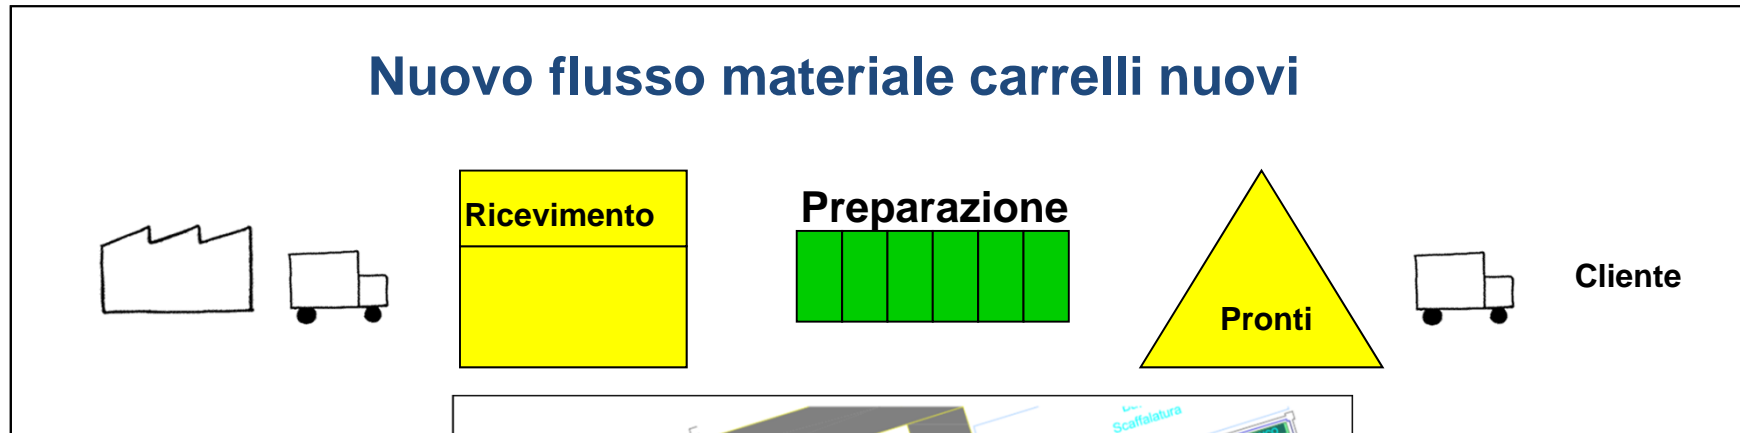 Nuovo flusso materiale carrelli nuovi
Ricevimento
Preparazione
Pronti
Cliente
Scaffalatura